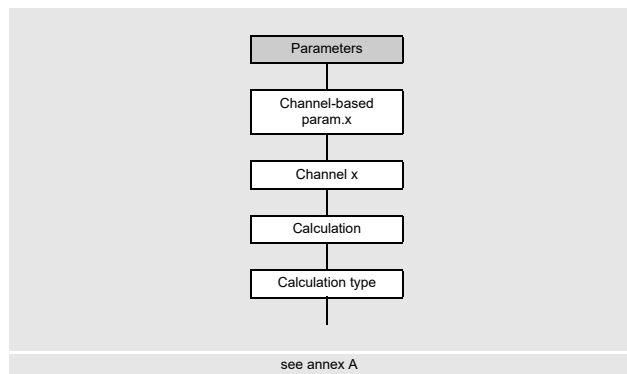 Parameters
Channel-based
param.x
Channel x
Calculation
Calculation type
see annex A